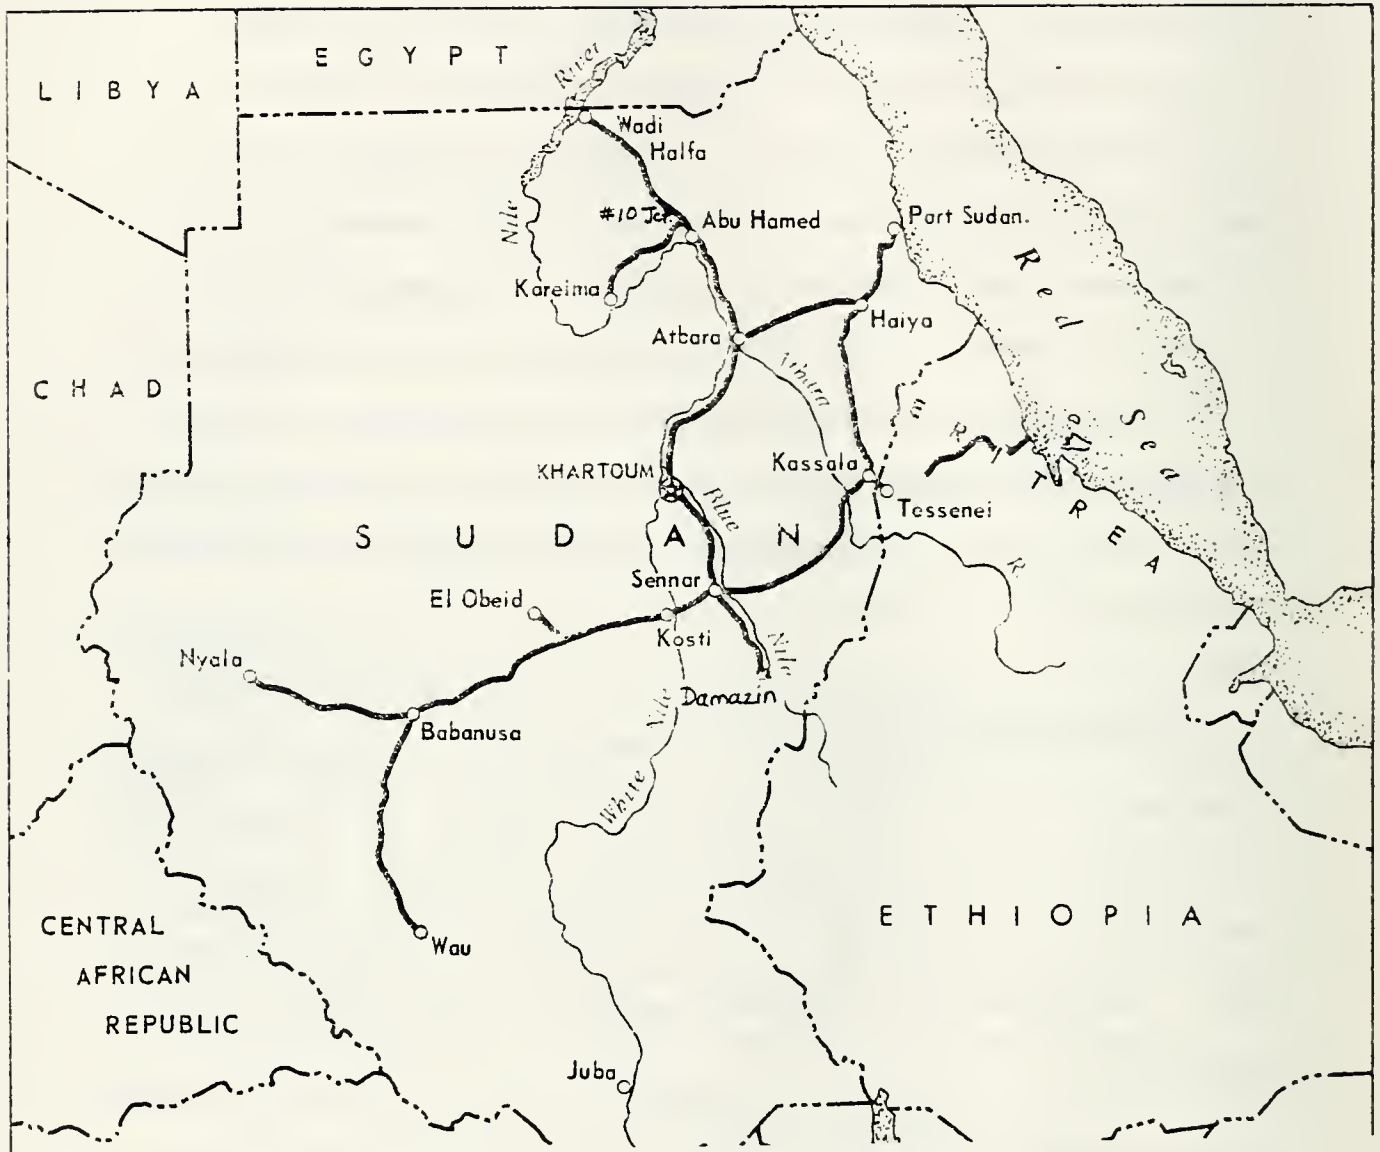 EGYPT
LIBYA
River
Wadi
Halfa
#10 Jct.
Abu Hamed
Port Sudan.
Nile
Red
Sea
Kareima
Haiya
Atbara
Atbara
CHAD
ERITREA
Kassala
KHARTOUM
Tessenei
Blue
SUDAN
R.
Sennar
El Obeid
Kosti
Nile
Nyala
Damazin
Nile
Babanusa
White
ETHIOPIA
CENTRAL
AFRICAN
REPUBLIC
Wau
Juba